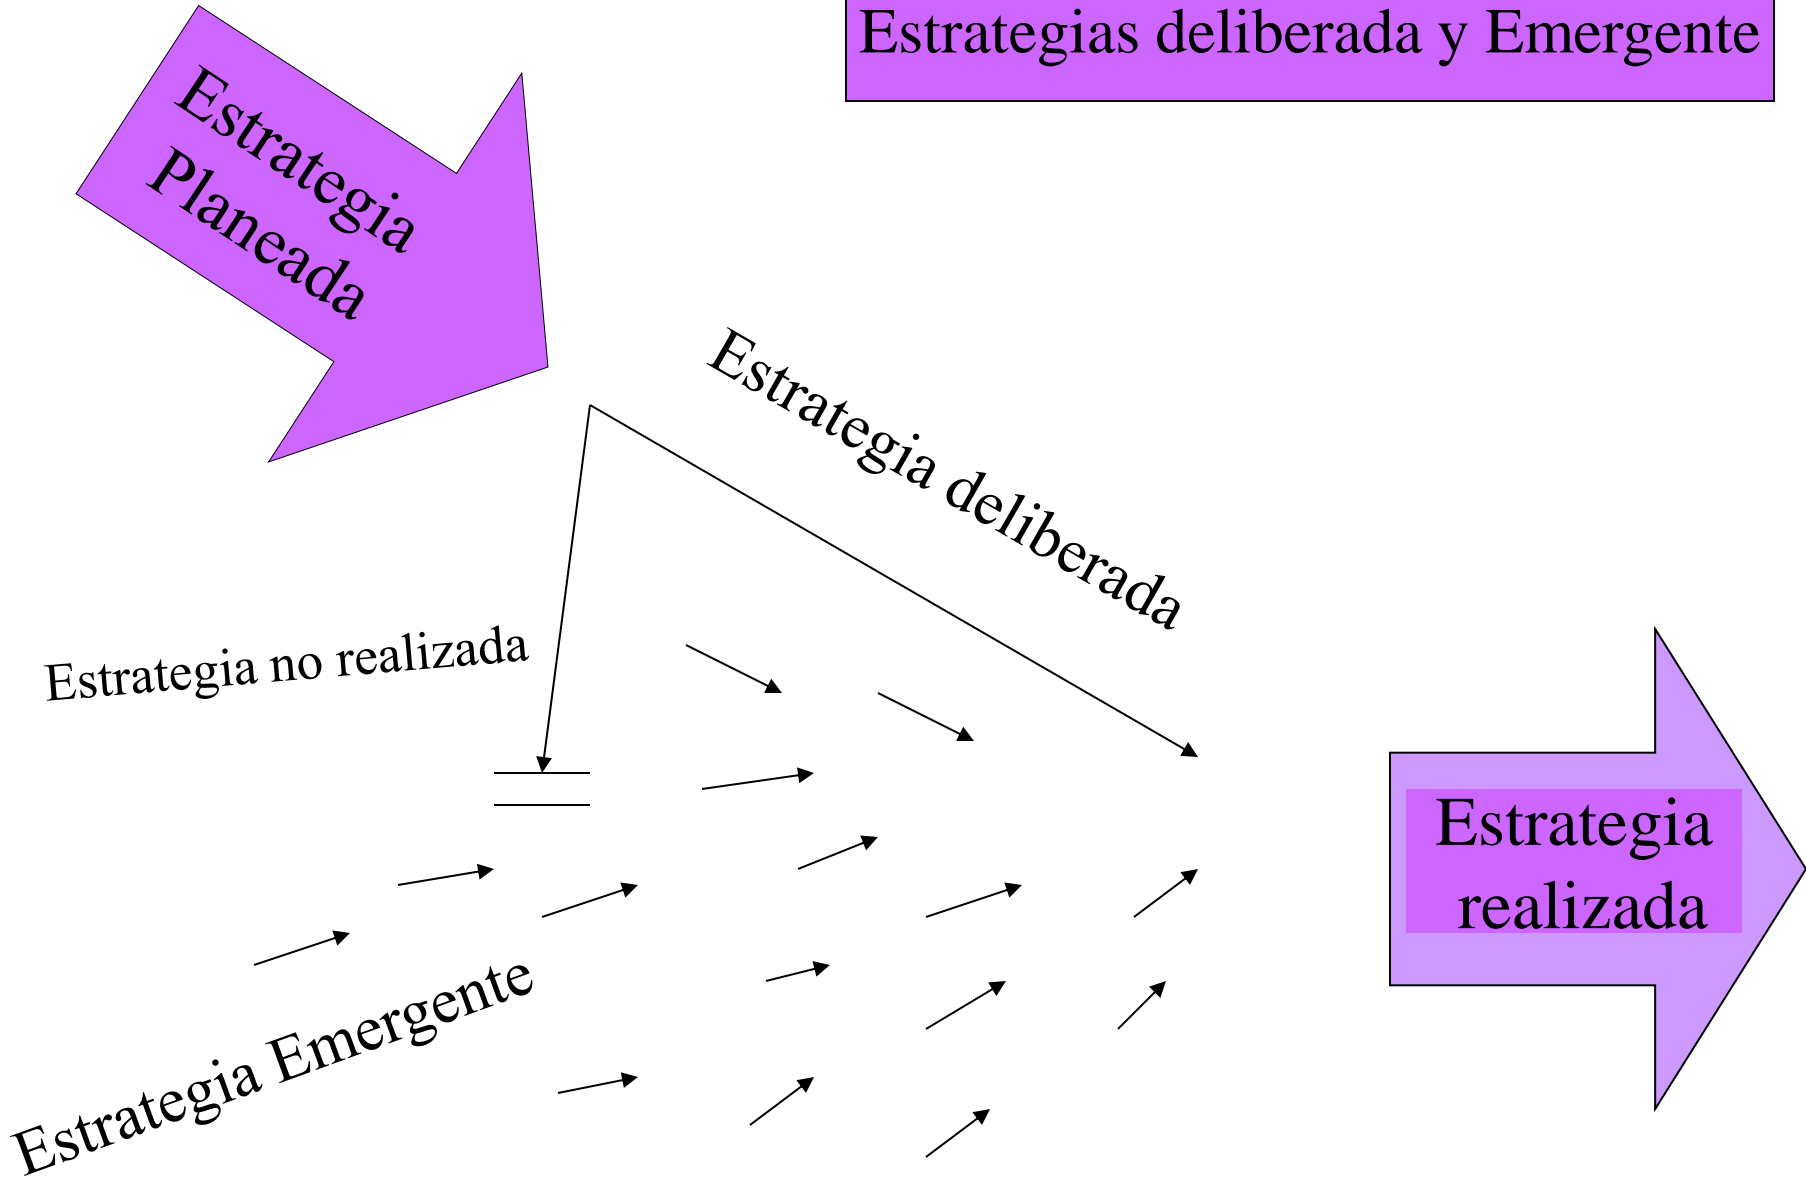 Estrategias deliberada y Emergente
Estrategia
Planeada
Estrategia deliberada
Estrategia no realizada
Estrategia
realizada
Estrategia Emergente